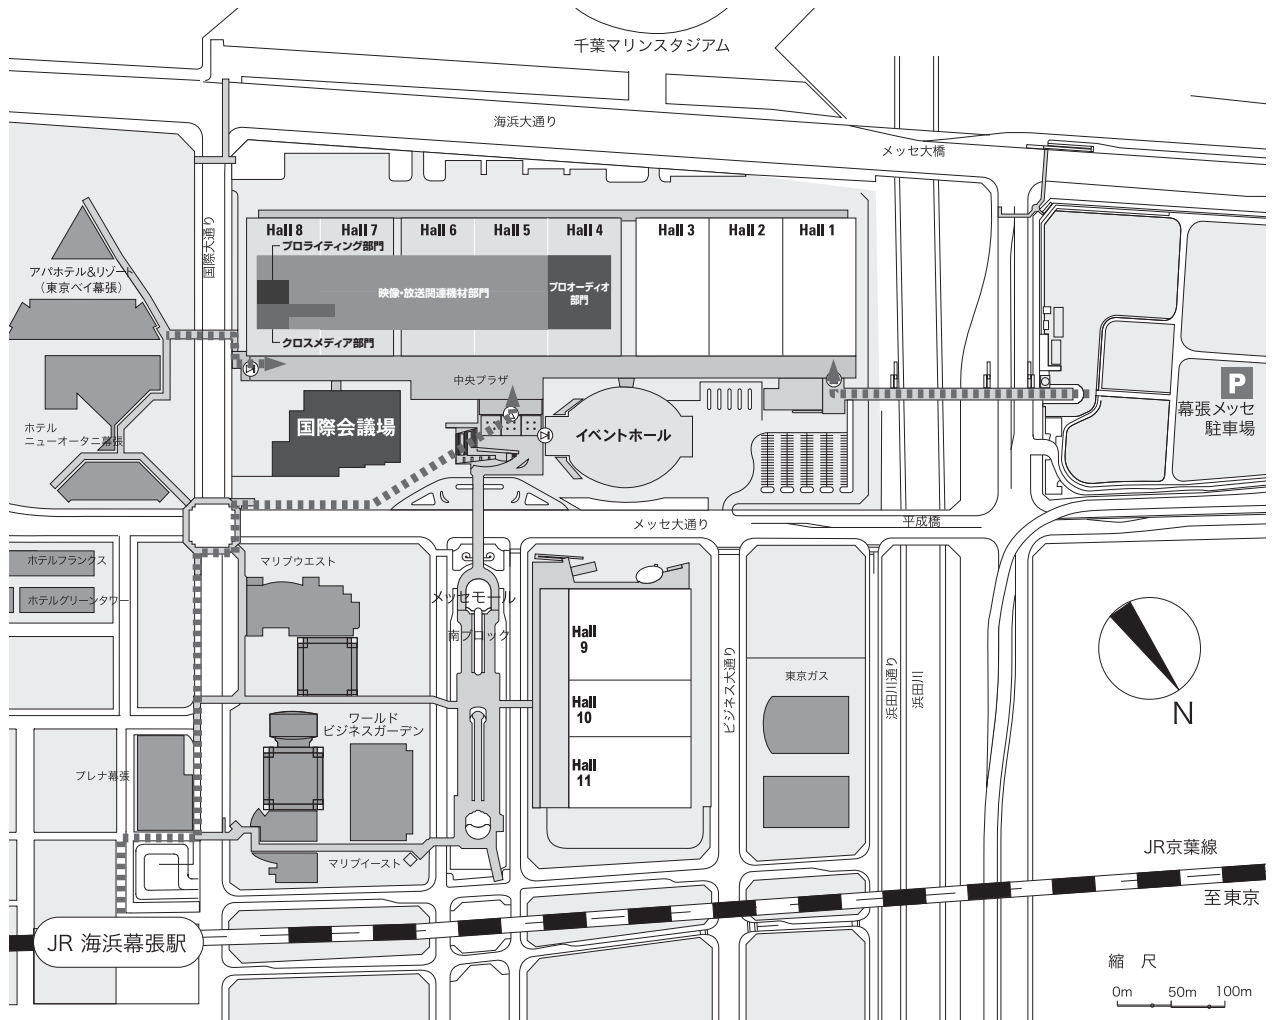 千葉マリンスタジアム
海浜大通り
メッセ大橋
国際大通り
Hall 8
Hall 7
Hall 6
Hall 5
Hall 4
Hall 3
Hall 2
Hall 1
プロライティング部門
映像・放送関連機材部門
プロオーディオ
部門
クロスメディア部門
アパホテル&リゾート
（東京ベイ幕張）
中央プラザ
国際会議場
イベントホール
P
幕張メッセ
駐車場
ホテル
ニューオータニ幕張
メッセ大通り
平成橋
ホテルフランクス
ホテルグリーンタワー
マリブウエスト
メッセモール
南ブロック
Hall
9
Hall
10
Hall
11
ビジネス大通り
東京ガス
浜田川通り
浜田川
N
ワールド
ビジネスガーデン
プレナ幕張
マリブイースト
JR京葉線
至東京
JR 海浜幕張駅
縮 尺
0m 50m 100m